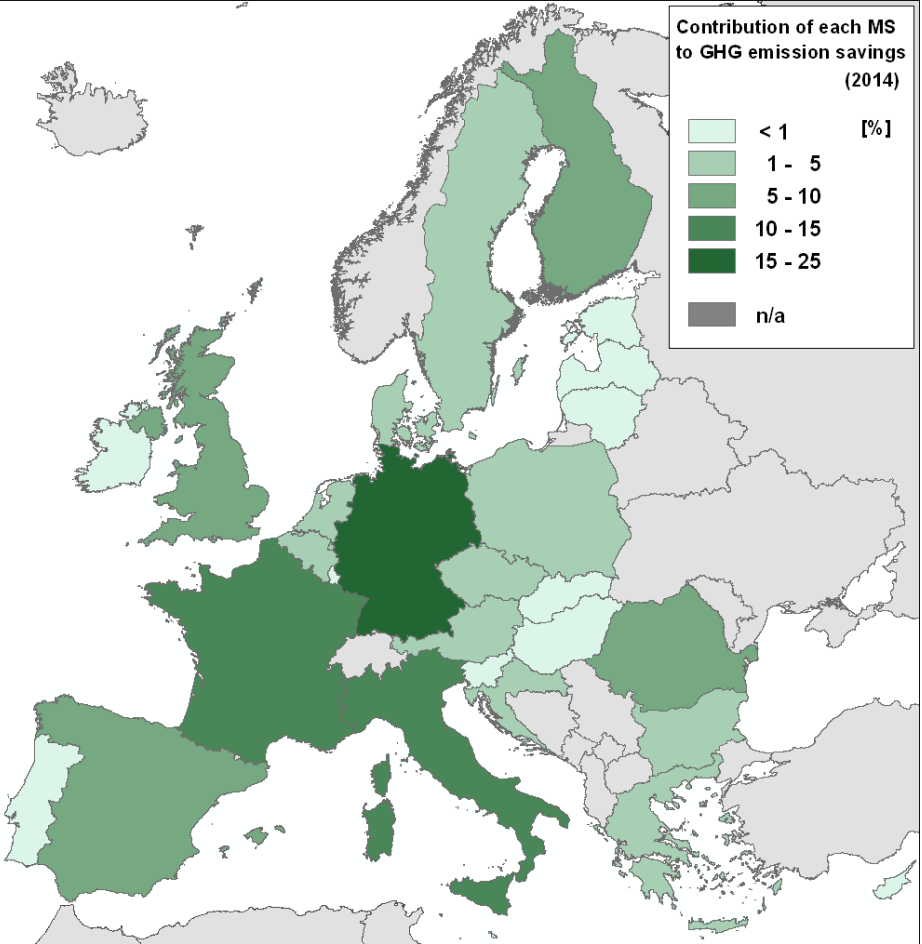 Contribution of each MS
to GHG emission savings
(2014)
< 1 [%]
1 - 5
5 - 10
10 - 15
15 - 25
n/a